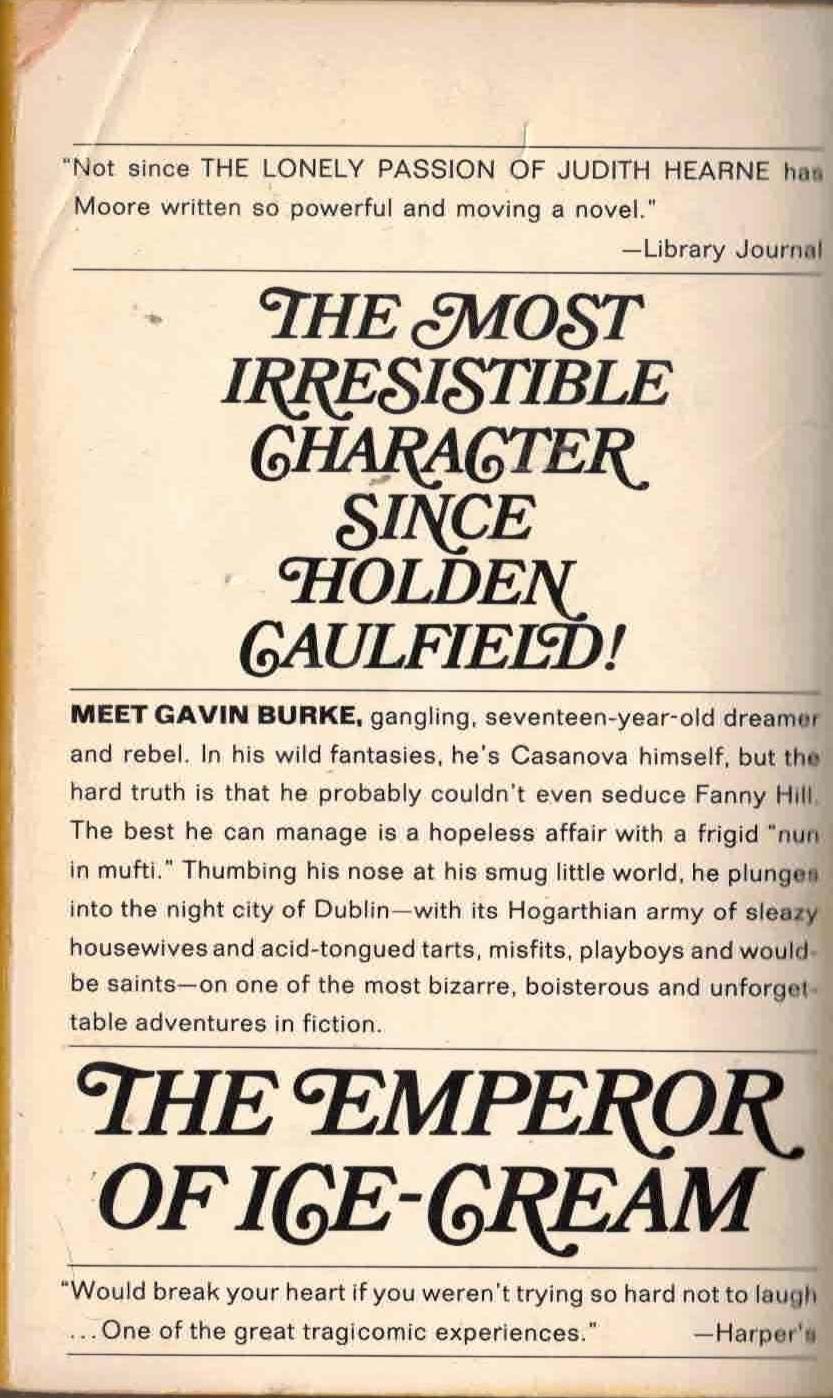 "Not since THE LONELY PASSION OF JUDITH HEARNE has
Moore written so powerful and moving a novel."
—Library Journal
THE MOST
IRRESISTIBLE
CHARACTER
SINCE
HOLDEN
CAULFIELD!
MEET GAVIN BURKE, gangling, seventeen-year-old dreamer
and rebel. In his wild fantasies, he's Casanova himself, but the
hard truth is that he probably couldn't even seduce Fanny Hill.
The best he can manage is a hopeless affair with a frigid "nun
in mufti." Thumbing his nose at his smug little world, he plunges
into the night city of Dublin—with its Hogarthian army of sleazy
housewives and acid-tongued tarts, misfits, playboys and would-
be saints—on one of the most bizarre, boisterous and unforget-
table adventures in fiction.
THE EMPEROR
OF ICE-CREAM
"Would break your heart if you weren't trying so hard not to laugh
...One of the great tragicomic experiences." —Harper's